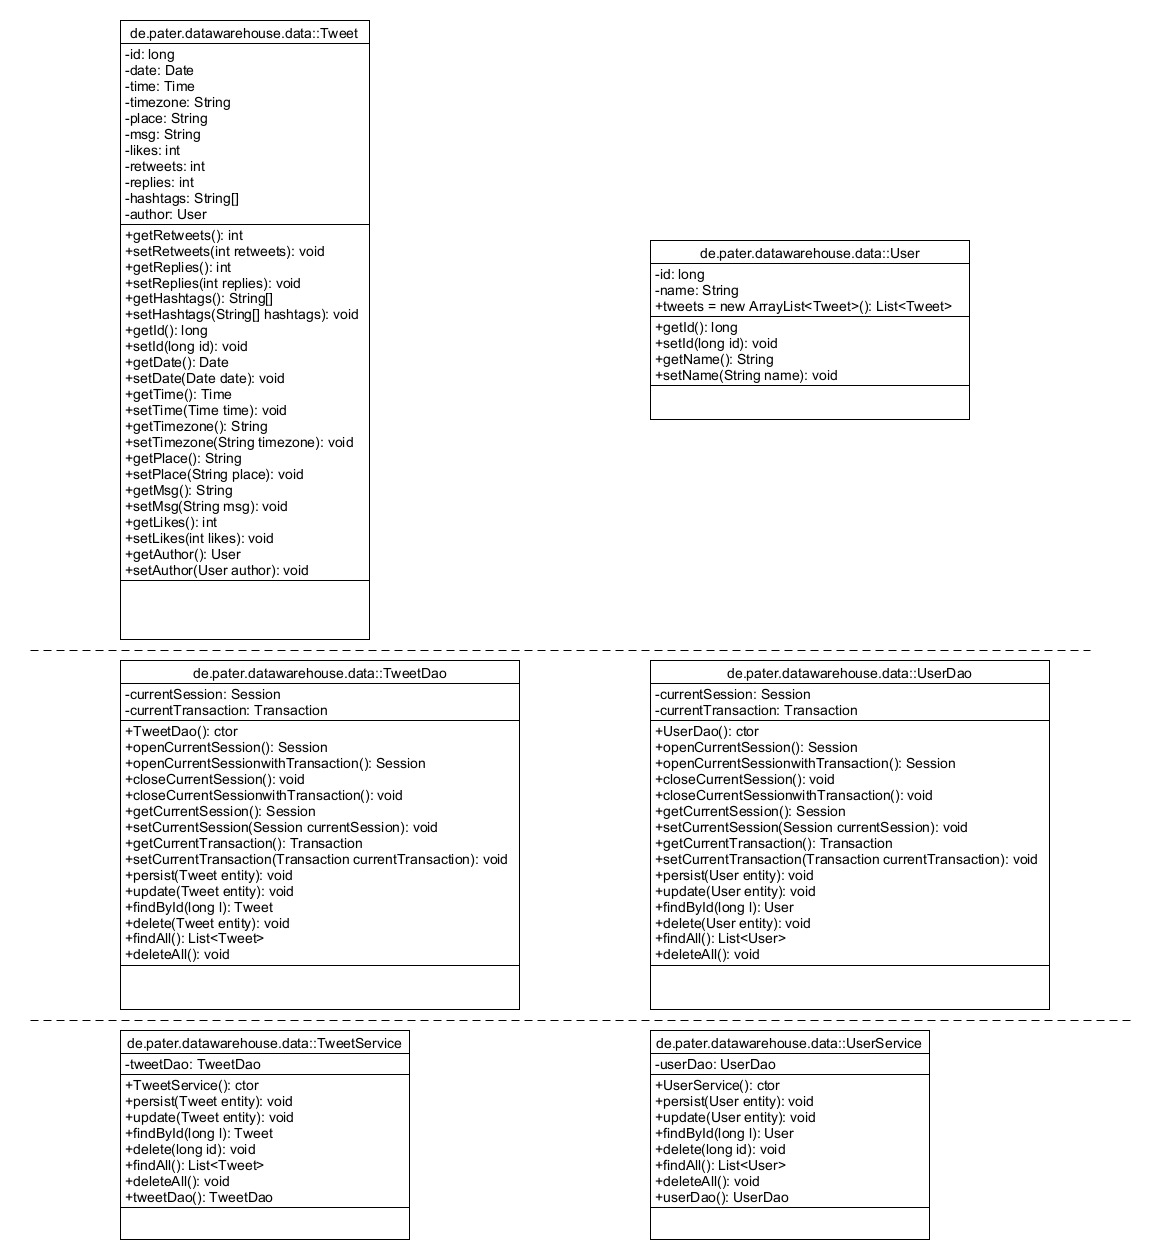 de.pater.datawarehouse.data::Tweet
-id: long
-date: Date
-time: Time
-timezone: String
-place: String
-msg: String
-likes: int
-retweets: int
-replies: int
-hashtags: String[]
-author: User
+getRetweets(): int
+setRetweets(int retweets): void
+getReplies(): int
+setReplies(int replies): void
+getHashtags(): String[]
+setHashtags(String[] hashtags): void
+getId(): long
+setId(long id): void
+getDate(): Date
+setDate(Date date): void
+getTime(): Time
+setTime(Time time): void
+getTimezone(): String
+setTimezone(String timezone): void
+getPlace(): String
+setPlace(String place): void
+getMsg(): String
+setMsg(String msg): void
+getLikes(): int
+setLikes(int likes): void
+getAuthor(): User
+setAuthor(User author): void
de.pater.datawarehouse.data::User
-id: long
-name: String
+tweets = new ArrayList<Tweet>(): List<Tweet>
+getId(): long
+setId(long id): void
+getName(): String
+setName(String name): void
de.pater.datawarehouse.data::TweetDao
-currentSession: Session
-currentTransaction: Transaction
+TweetDao(): ctor
+openCurrentSession(): Session
+openCurrentSessionwithTransaction(): Session
+closeCurrentSession(): void
+closeCurrentSessionwithTransaction(): void
+getCurrentSession(): Session
+setCurrentSession(Session currentSession): void
+getCurrentTransaction(): Transaction
+setCurrentTransaction(Transaction currentTransaction): void
+persist(Tweet entity): void
+update(Tweet entity): void
+findById(long l): Tweet
+delete(Tweet entity): void
+findAll(): List<Tweet>
+deleteAll(): void
de.pater.datawarehouse.data::UserDao
-currentSession: Session
-currentTransaction: Transaction
+UserDao(): ctor
+openCurrentSession(): Session
+openCurrentSessionwithTransaction(): Session
+closeCurrentSession(): void
+closeCurrentSessionwithTransaction(): void
+getCurrentSession(): Session
+setCurrentSession(Session currentSession): void
+getCurrentTransaction(): Transaction
+setCurrentTransaction(Transaction currentTransaction): void
+persist(User entity): void
+update(User entity): void
+findById(long l): User
+delete(User entity): void
+findAll(): List<User>
+deleteAll(): void
de.pater.datawarehouse.data::TweetService
-tweetDao: TweetDao
+TweetService(): ctor
+persist(Tweet entity): void
+update(Tweet entity): void
+findById(long l): Tweet
+delete(long id): void
+findAll(): List<Tweet>
+deleteAll(): void
+tweetDao(): TweetDao
de.pater.datawarehouse.data::UserService
-userDao: UserDao
+UserService(): ctor
+persist(User entity): void
+update(User entity): void
+findById(long l): User
+delete(long id): void
+findAll(): List<User>
+deleteAll(): void
+userDao(): UserDao